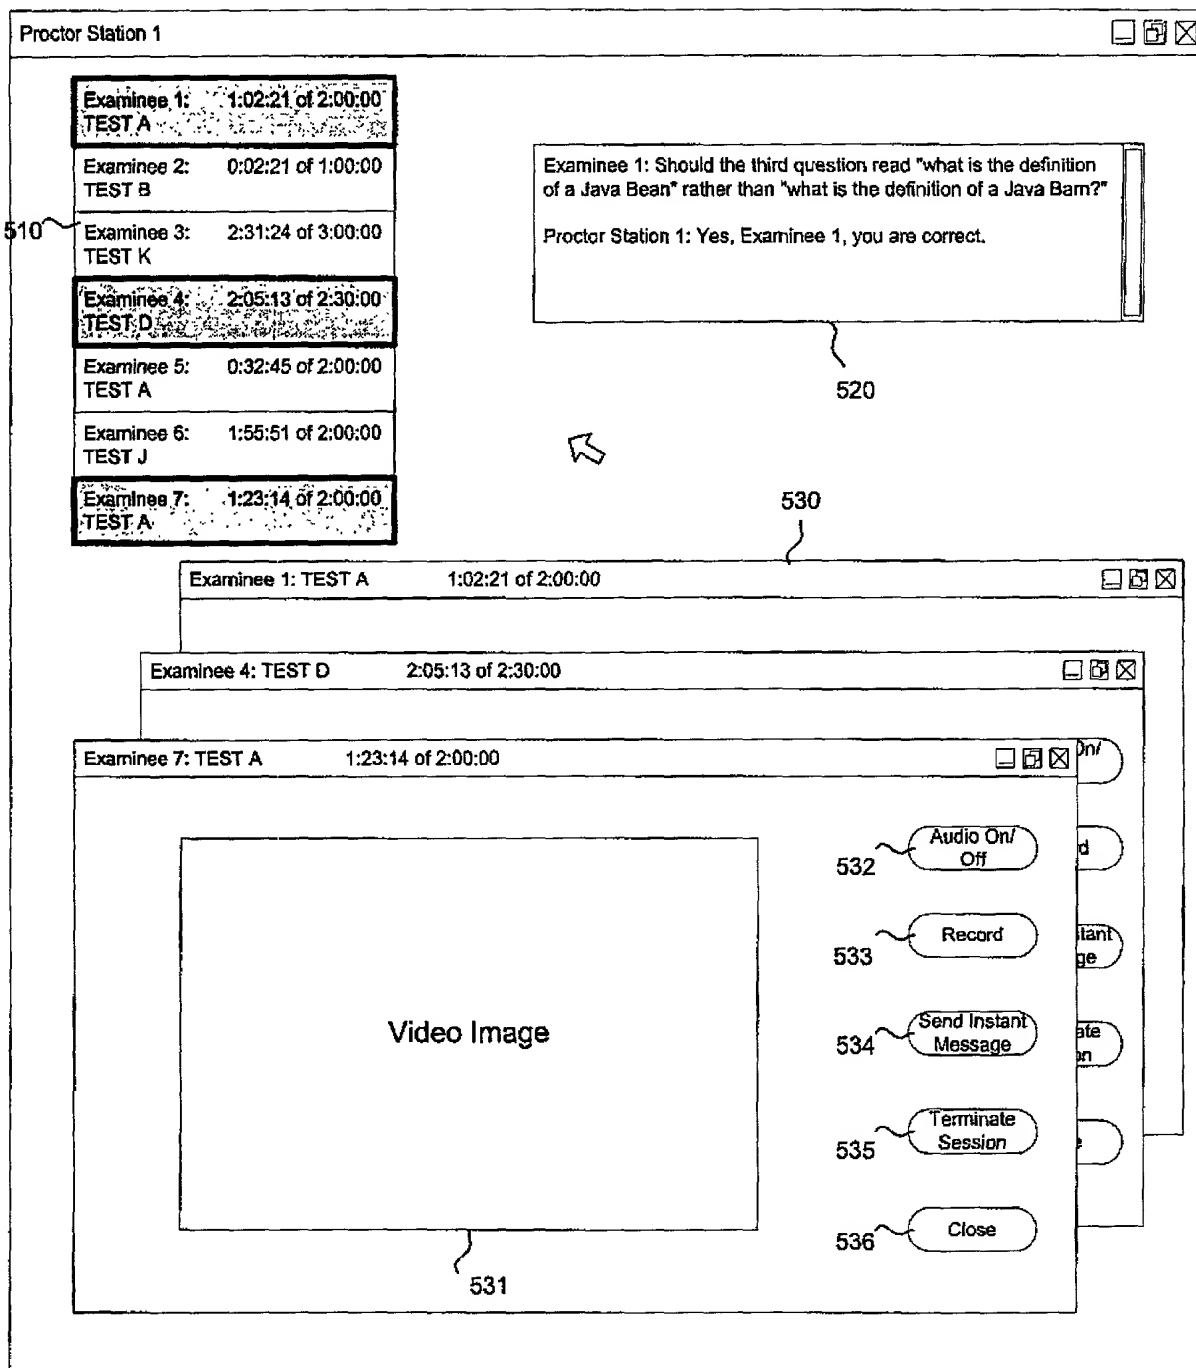 Proctor Station 1
Examinee 1: 1:02:21 of 2:00:00
TEST A
Examinee 2: 0:02:21 of 1:00:00
TEST B
510
Examinee 3: 2:31:24 of 3:00:00
TEST K
Examinee 4: 2:05:13 of 2:30:00
TEST D
Examinee 5: 0:32:45 of 2:00:00
TEST A
Examinee 6: 1:55:51 of 2:00:00
TEST J
Examinee 7: 1:23:14 of 2:00:00
TEST A
Examinee 1: Should the third question read "what is the definition
of a Java Bean" rather than "what is the definition of a Java Barn?"
Proctor Station 1: Yes, Examinee 1, you are correct.
520
530
Examinee 1: TEST A 1:02:21 of 2:00:00
Examinee 4: TEST D 2:05:13 of 2:30:00
Examinee 7: TEST A 1:23:14 of 2:00:00
Video Image
531
532
Audio On/
Off
533
Record
534
Send Instant
Message
535
Terminate
Session
536
Close
On/
rd
stant
ge
ate
on
e